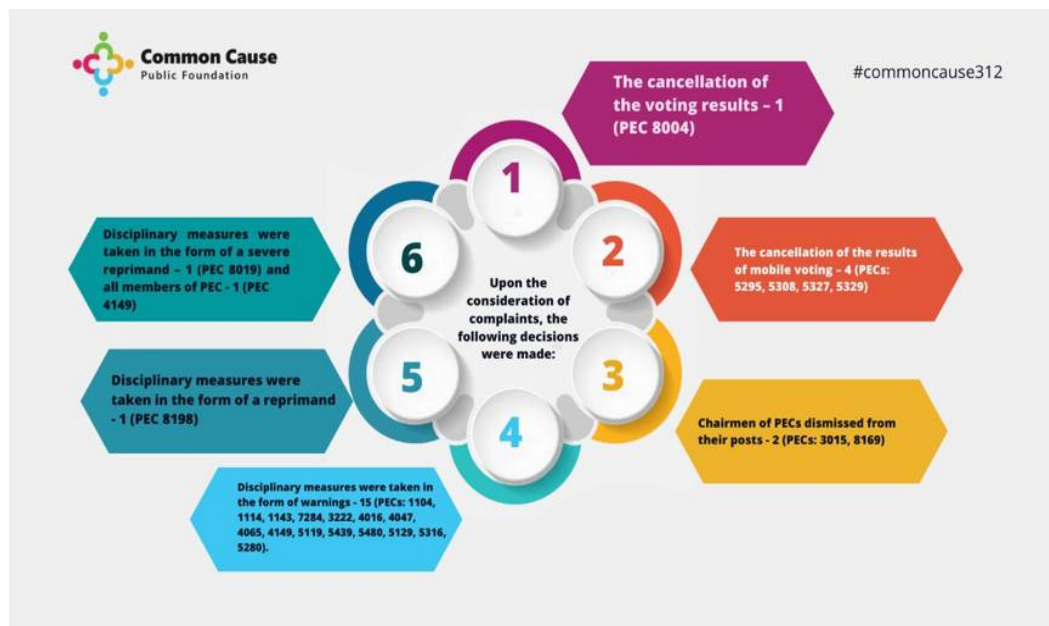 Common Cause
Public Foundation
#commoncause312
Upon the
consideration of
complaints, the
following decisions
were made:
1
The cancellation of
the voting results – 1
(PEC 8004)
2
The cancellation of the results
of mobile voting – 4 (PECs:
5295, 5308, 5327, 5329)
3
Chairmen of PECs dismissed from
their posts - 2 (PECs: 3015, 8169)
4
Disciplinary measures were taken in
the form of warnings - 15 (PECs: 1104,
1114, 1143, 7284, 3222, 4016, 4047,
4065, 4149, 5119, 5439, 5480, 5129, 5316,
5280).
5
Disciplinary measures were
taken in the form of a reprimand
- 1 (PEC 8198)
6
Disciplinary measures were
taken in the form of a severe
reprimand – 1 (PEC 8019) and
all members of PEC - 1 (PEC
4149)